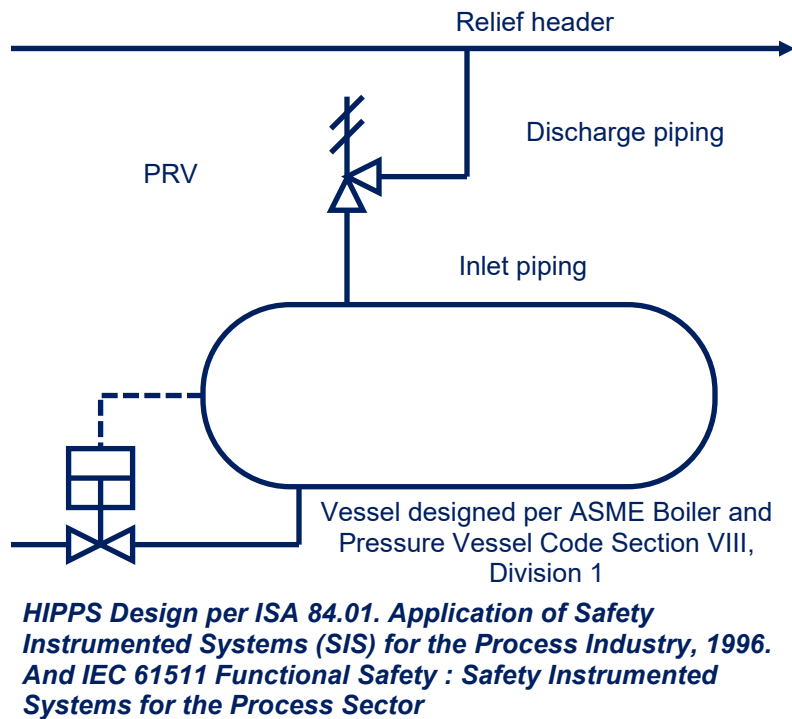 Relief header
Discharge piping
PRV
Inlet piping
Vessel designed per ASME Boiler and
Pressure Vessel Code Section VIII,
Division 1
HIPPS Design per ISA 84.01. Application of Safety
Instrumented Systems (SIS) for the Process Industry, 1996.
And IEC 61511 Functional Safety : Safety Instrumented
Systems for the Process Sector